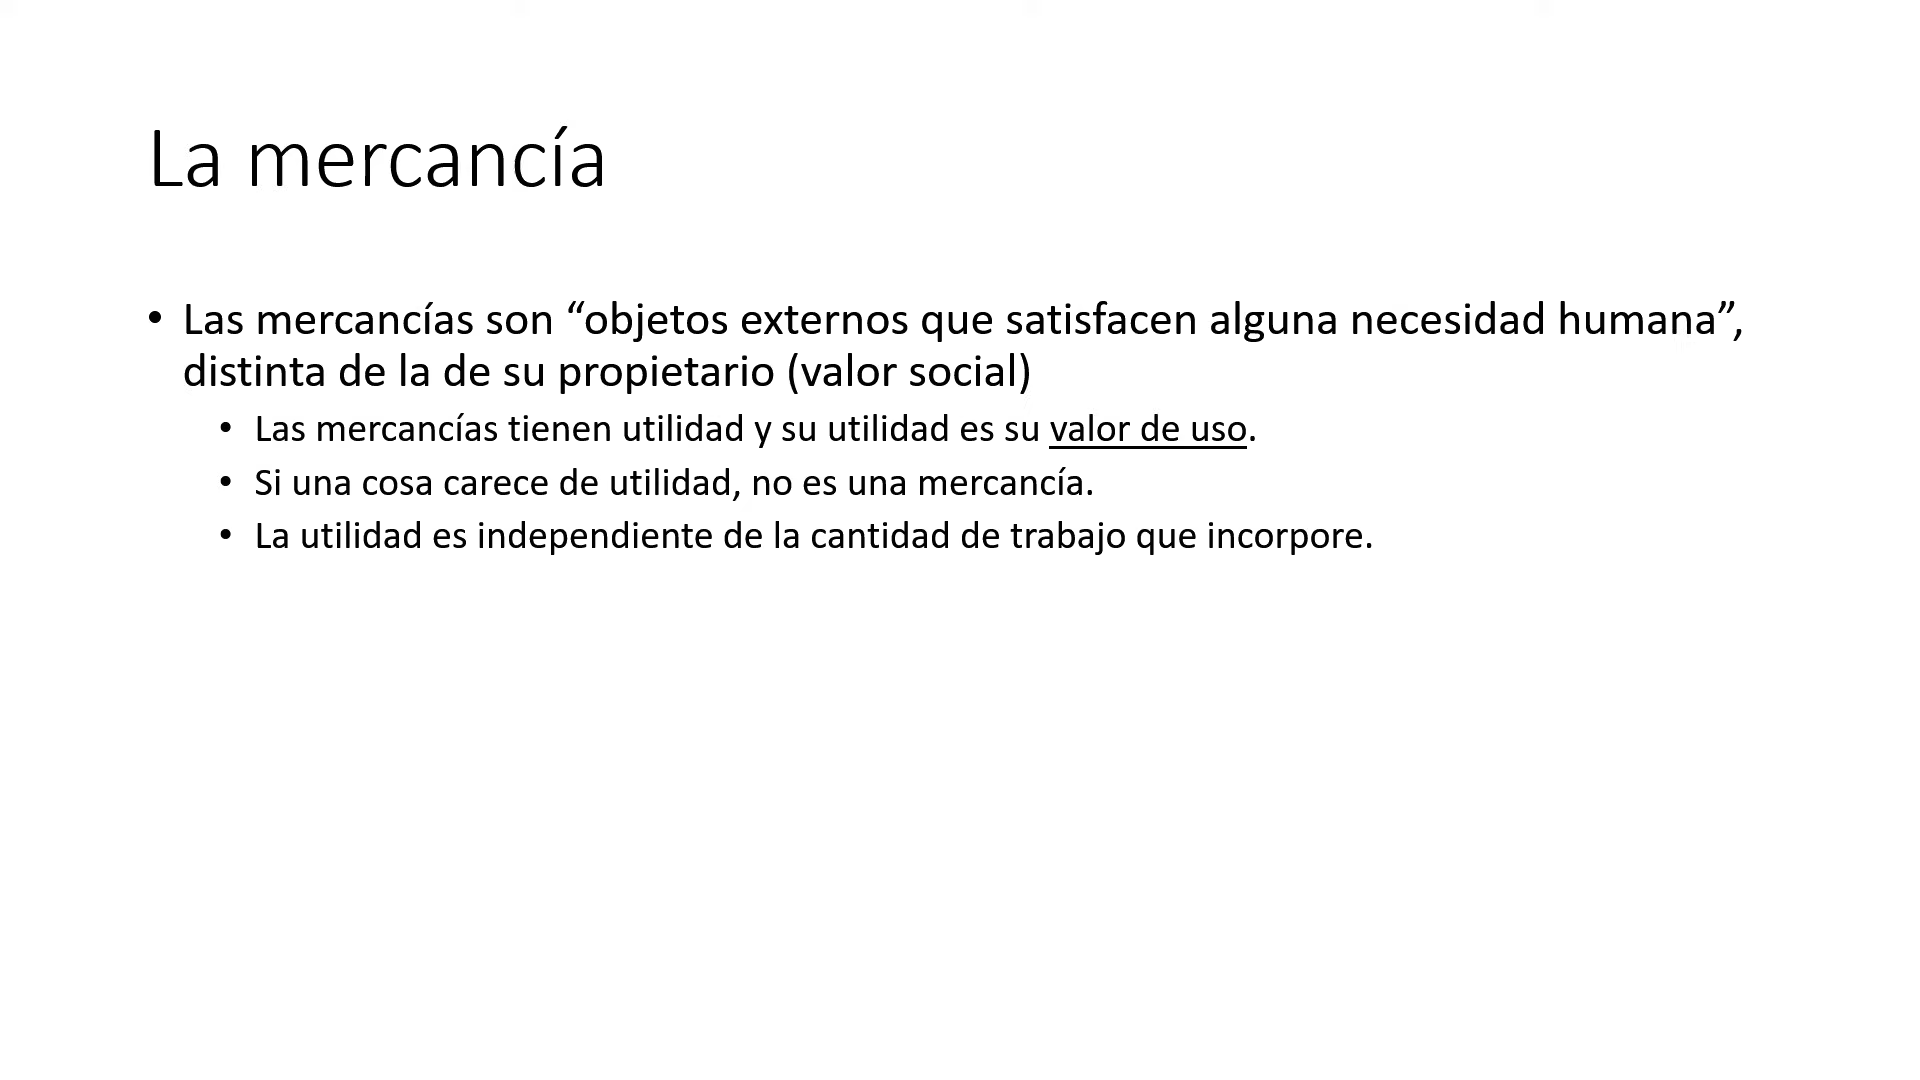 La mercancía
• Las mercancías son “objetos externos que satisfacen alguna necesidad humana”,
distinta de la de su propietario (valor social)
• Las mercancías tienen utilidad y su utilidad es su valor de uso.
• Si una cosa carece de utilidad, no es una mercancía.
• La utilidad es independiente de la cantidad de trabajo que incorpore.